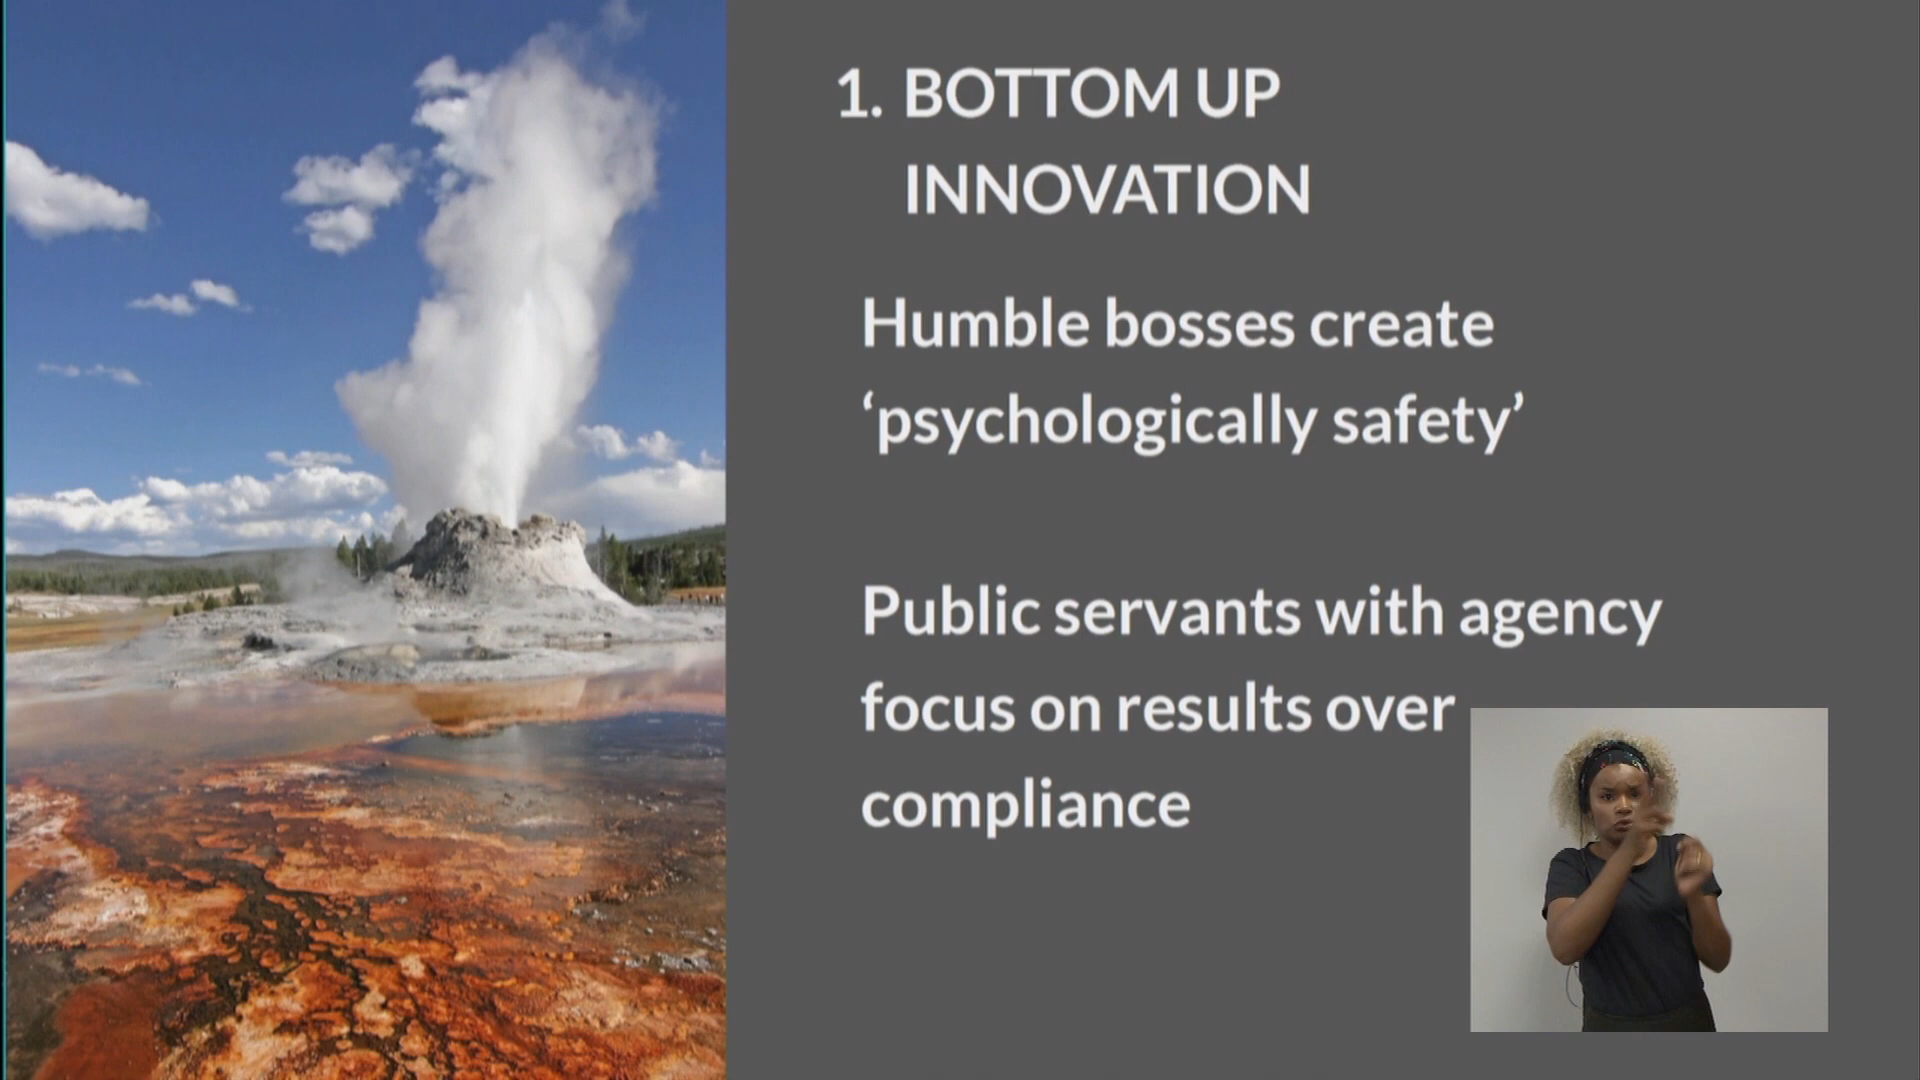 1. BOTTOM UP
INNOVATION
Humble bosses create
‘psychologically safety’
Public servants with agency
focus on results over
compliance